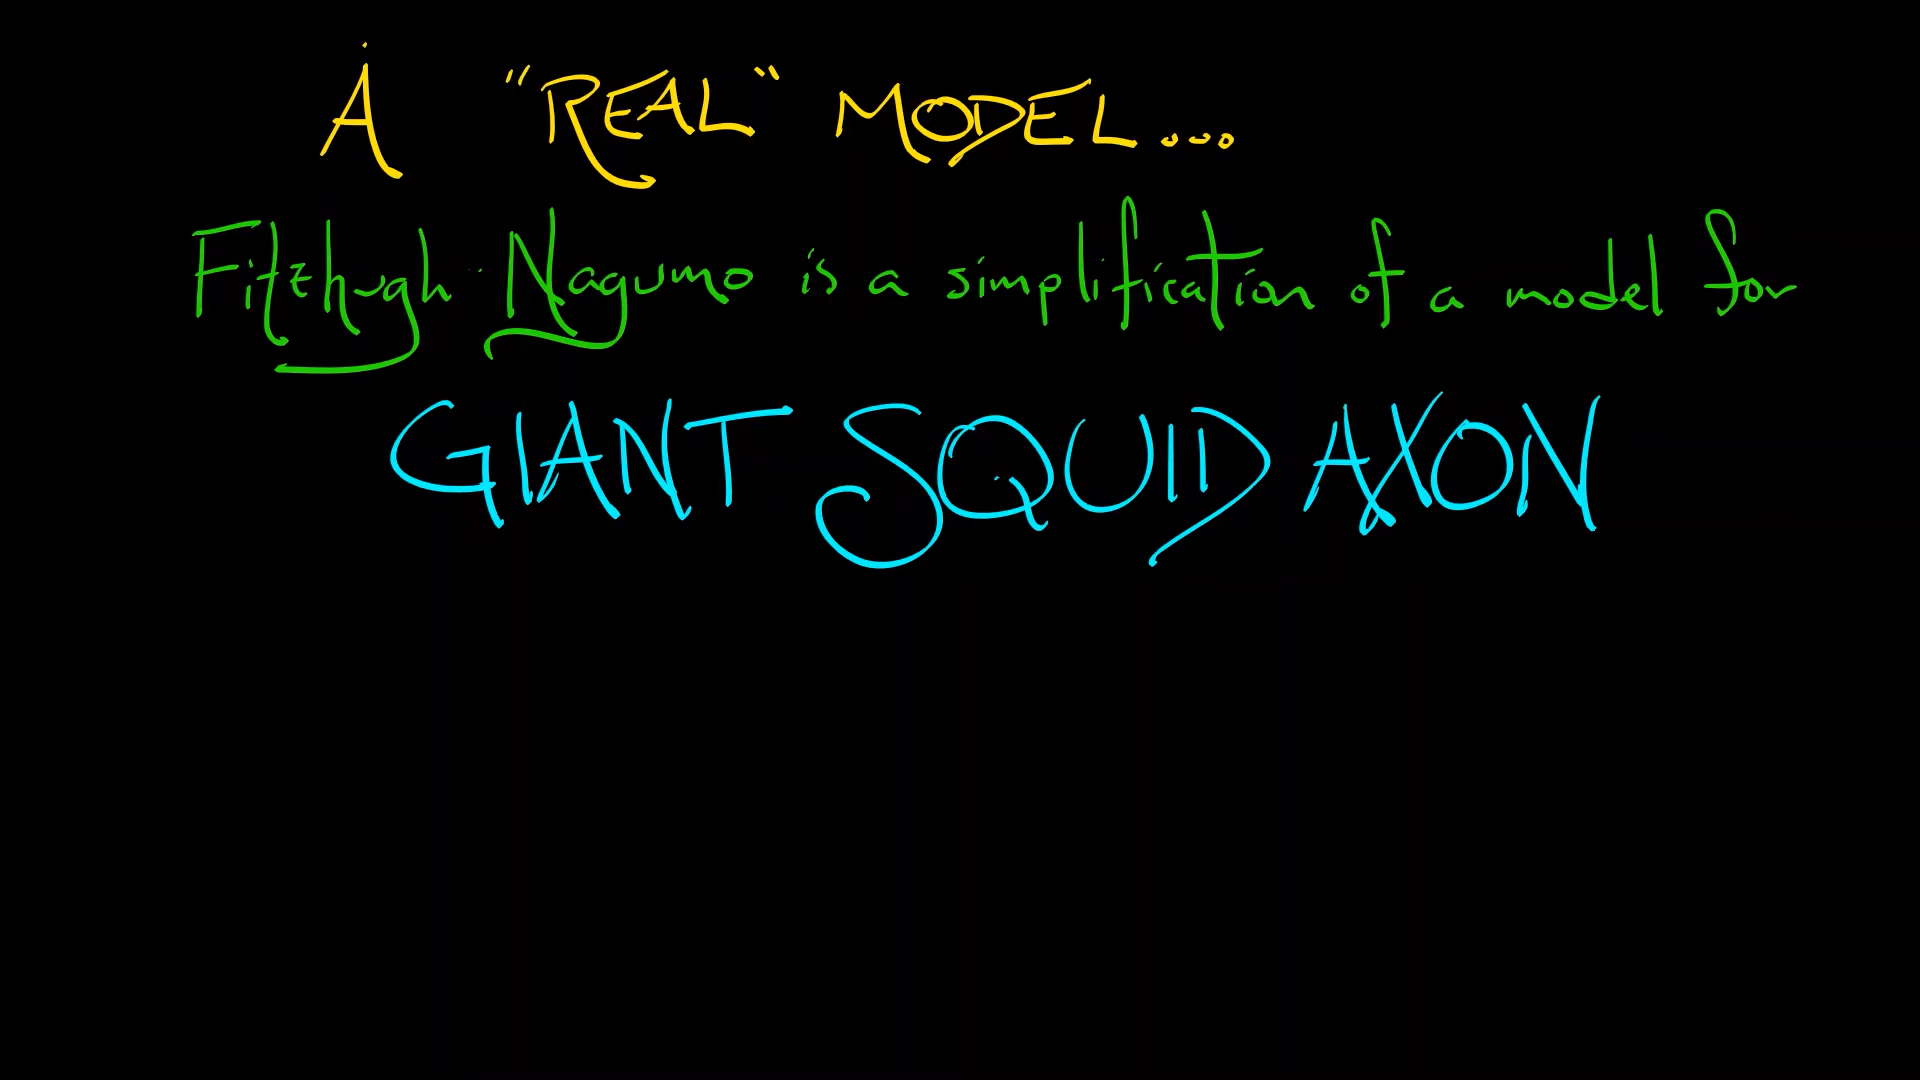 A "REAL" MODEL...
Fitzhugh-Nagumo is a simplification of a model for
GIANT SQUID AXON